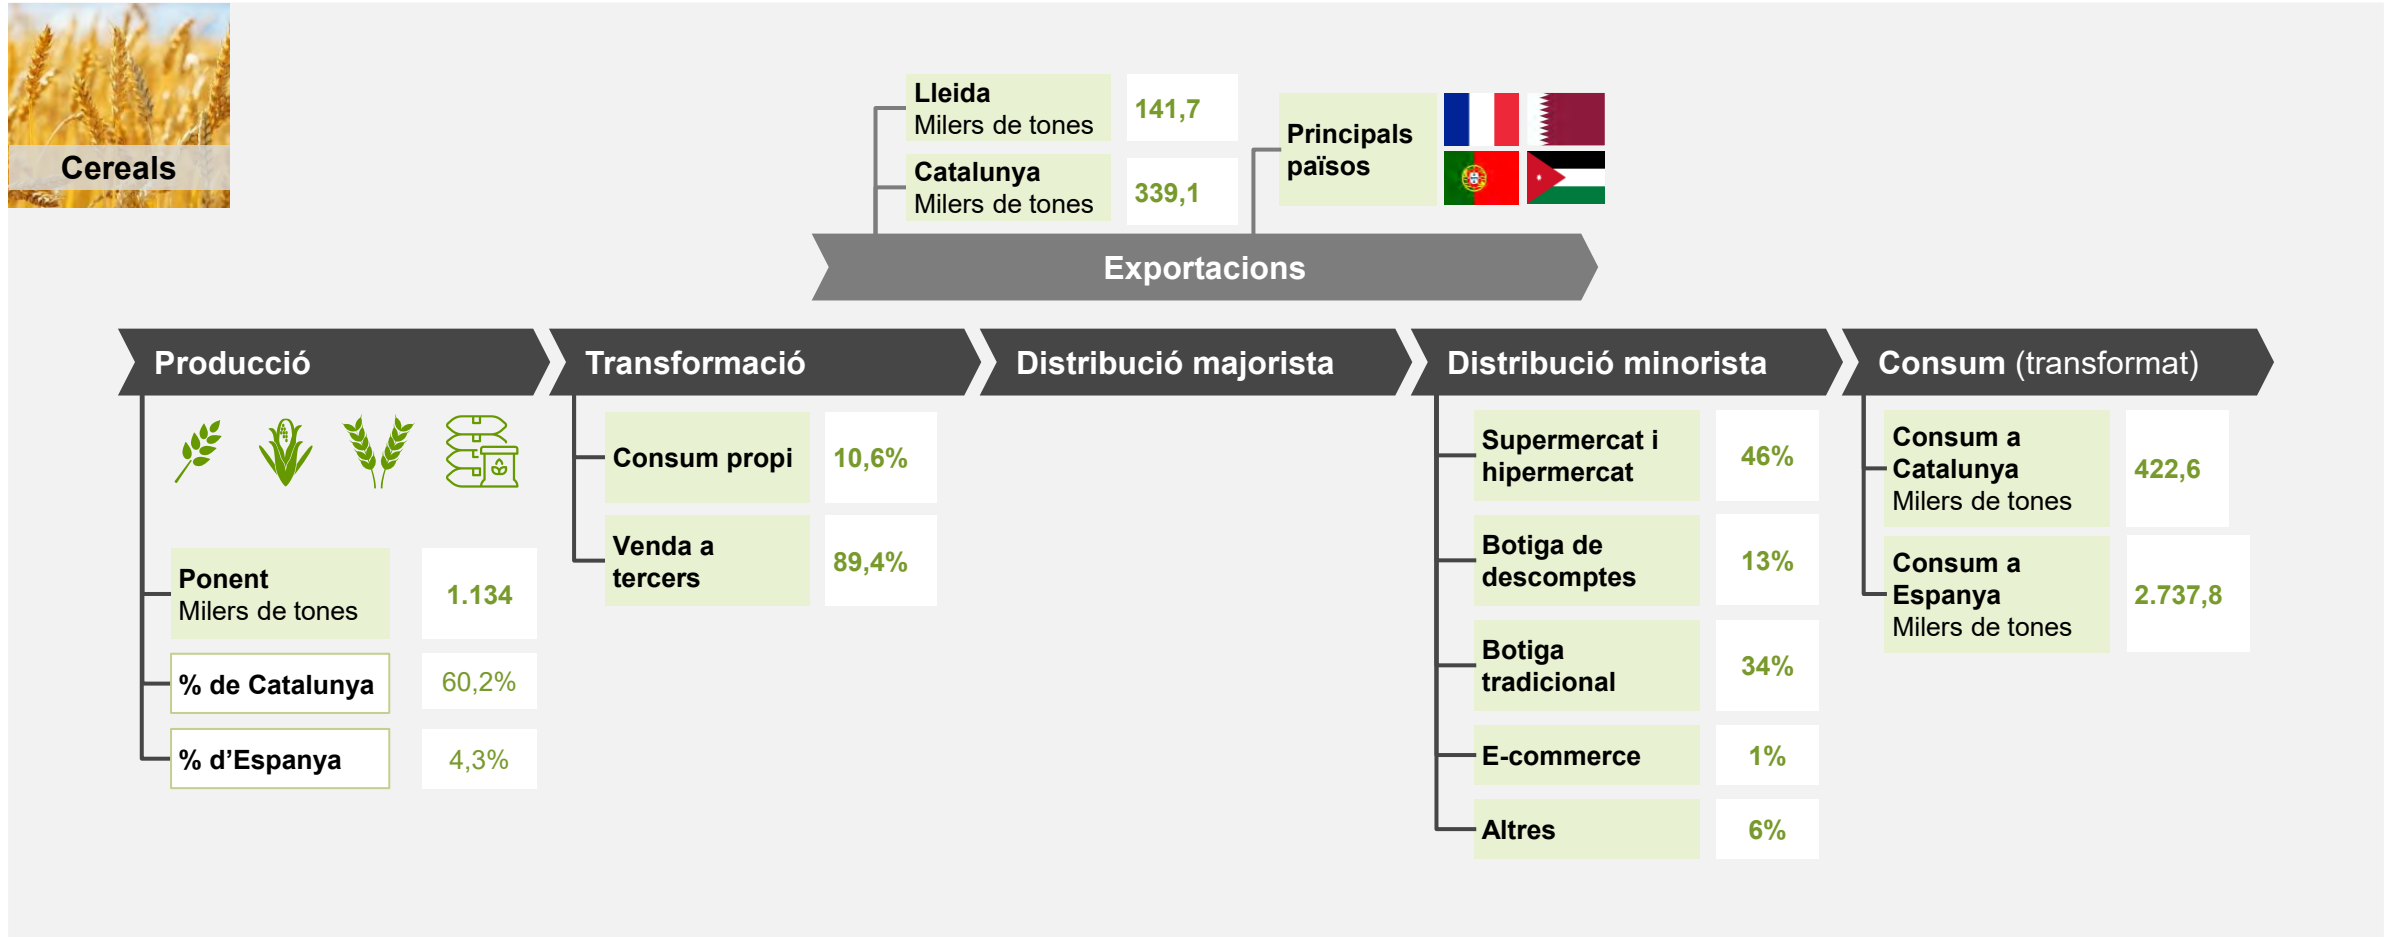 Cereals
Lleida
Milers de tones
141,7
Catalunya
Milers de tones
339,1
Principals
països
Exportacions
Producció
Transformació
Distribució majorista
Distribució minorista
Consum (transformat)
Ponent
Milers de tones
1.134
% de Catalunya
60,2%
% d’Espanya
4,3%
Consum propi
10,6%
Venda a
tercers
89,4%
Supermercat i
hipermercat
46%
Botiga de
descomptes
13%
Botiga
tradicional
34%
E-commerce
1%
Altres
6%
Consum a
Catalunya
Milers de tones
422,6
Consum a
Espanya
Milers de tones
2.737,8